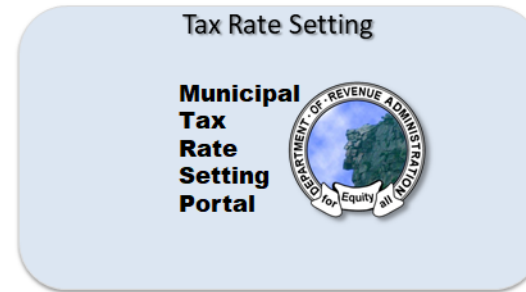 Tax Rate Setting
Municipal
Tax
Rate
Setting
Portal
DEPARTMENT·OF·REVENUE ADMINISTRATION
for Equity all